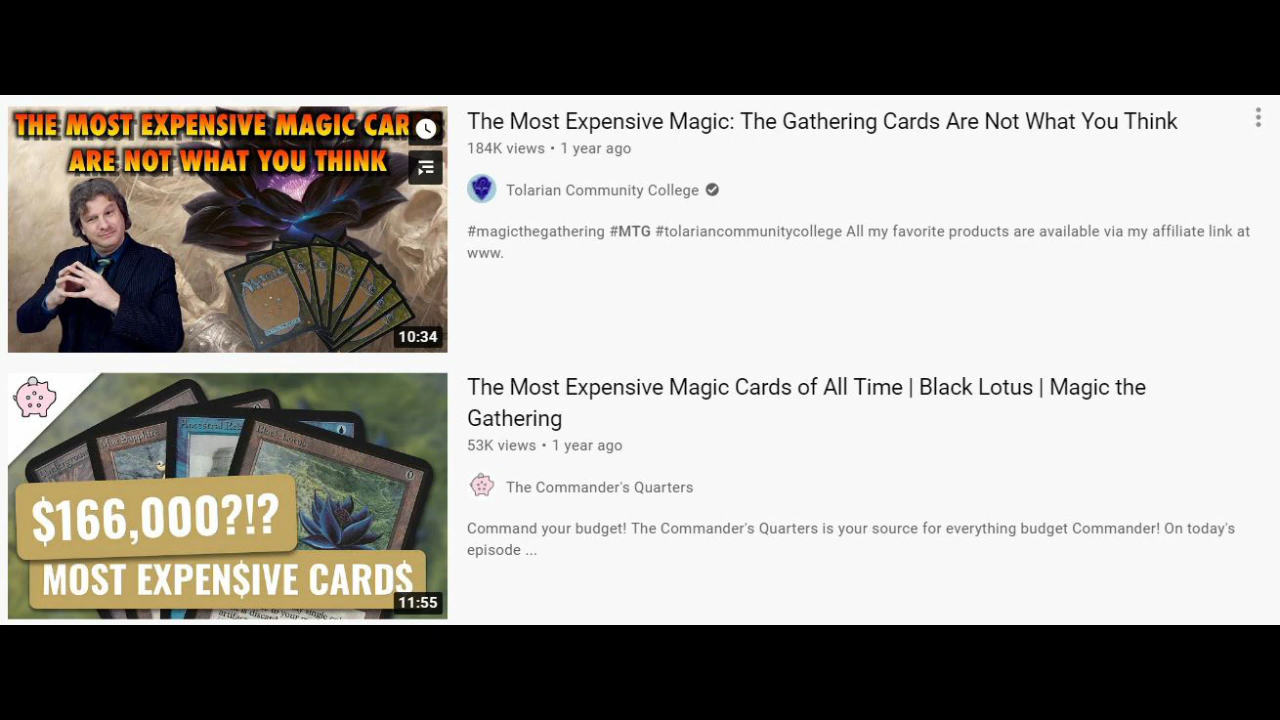 THE MOST EXPENSIVE MAGIC CAR
ARE NOT WHAT YOU THINK
10:34
The Most Expensive Magic: The Gathering Cards Are Not What You Think
184K views • 1 year ago
Tolarian Community College
#magicthegathering #MTG #tolariancommunitycollege All my favorite products are available via my affiliate link at
www.
Black Lotus
$166,000?!?
MOST EXPEN$IVE CARD$
11:55
The Most Expensive Magic Cards of All Time | Black Lotus | Magic the
Gathering
53K views • 1 year ago
The Commander's Quarters
Command your budget! The Commander's Quarters is your source for everything budget Commander! On today's
episode ...